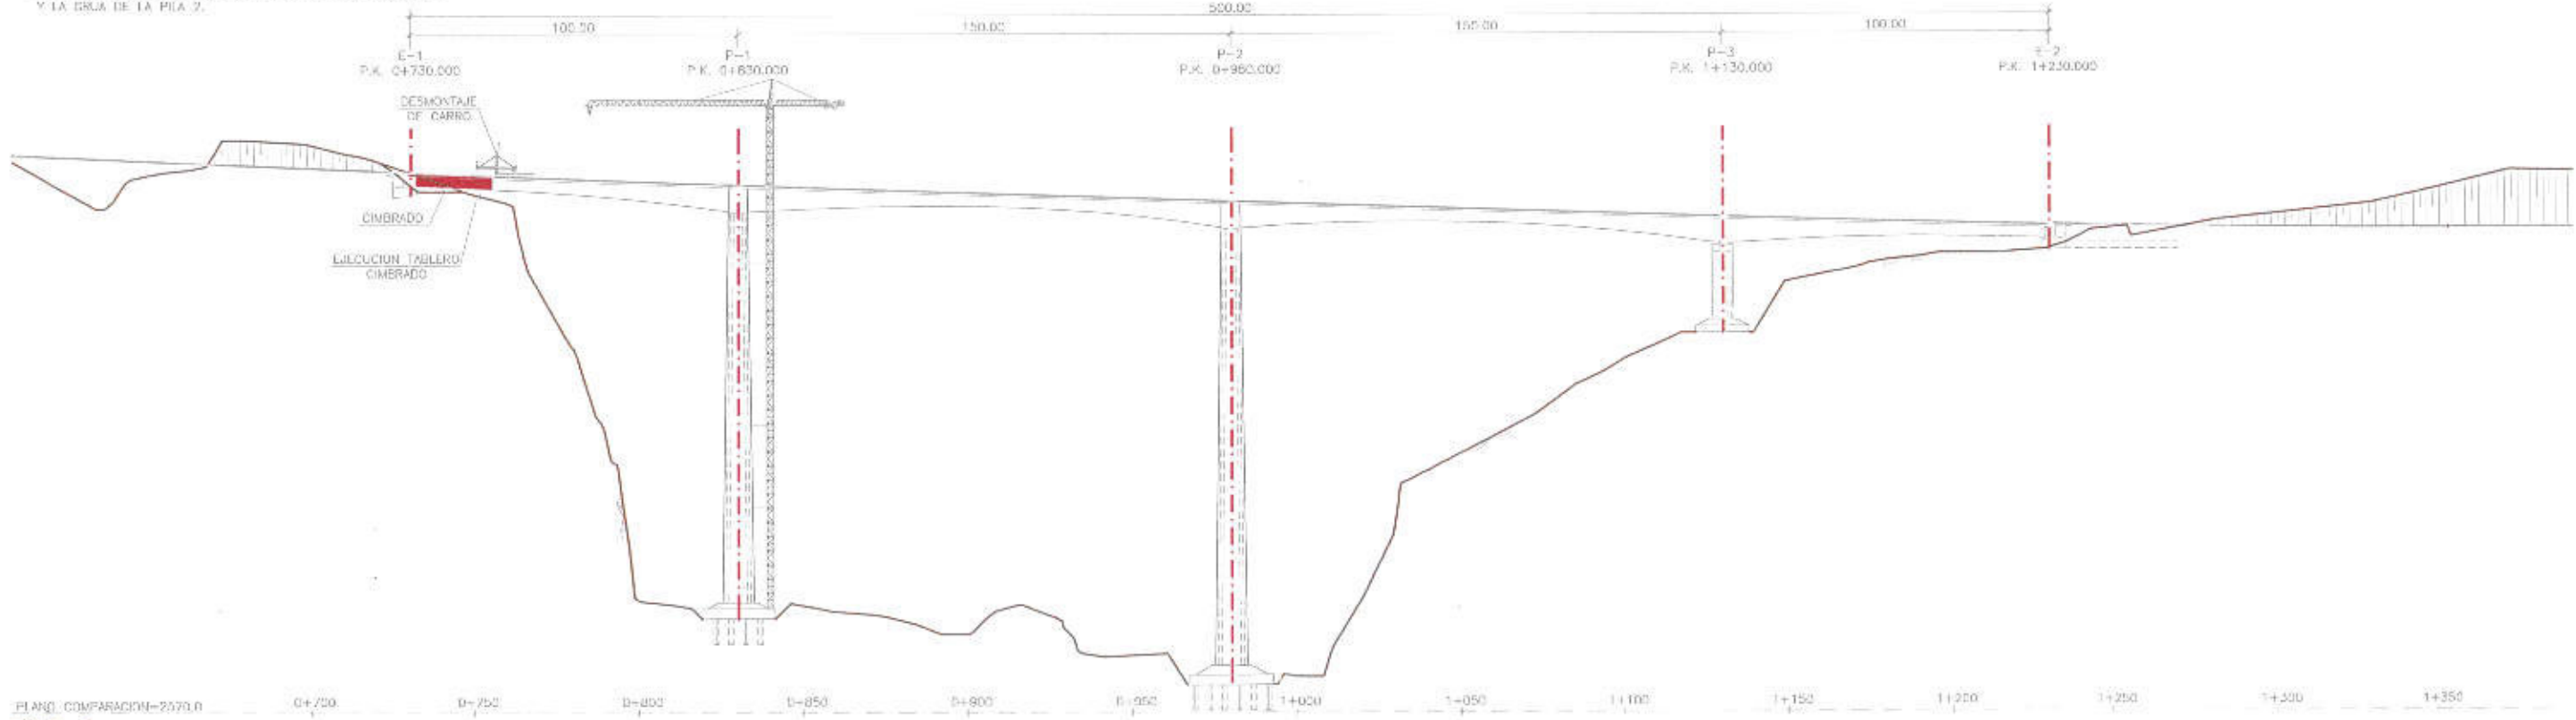 Y LA GRUA DE LA PILA 2.
500.00
100.00
150.00
100.00
E-1
P-1
P-2
P-3
E-2
P.K. 0+730.000
P.K. 0+830.000
P.K. 0+980.000
P.K. 1+130.000
P.K. 1+230.000
DESMONTAJE
DE CARRO
CIMBRADO
EJECUCION TABLERO
CIMBRADO
PLANO COMPARACION=2570.0
0+700
0+750
0+800
0+850
0+900
0+950
1+000
1+050
1+100
1+150
1+200
1+250
1+300
1+350